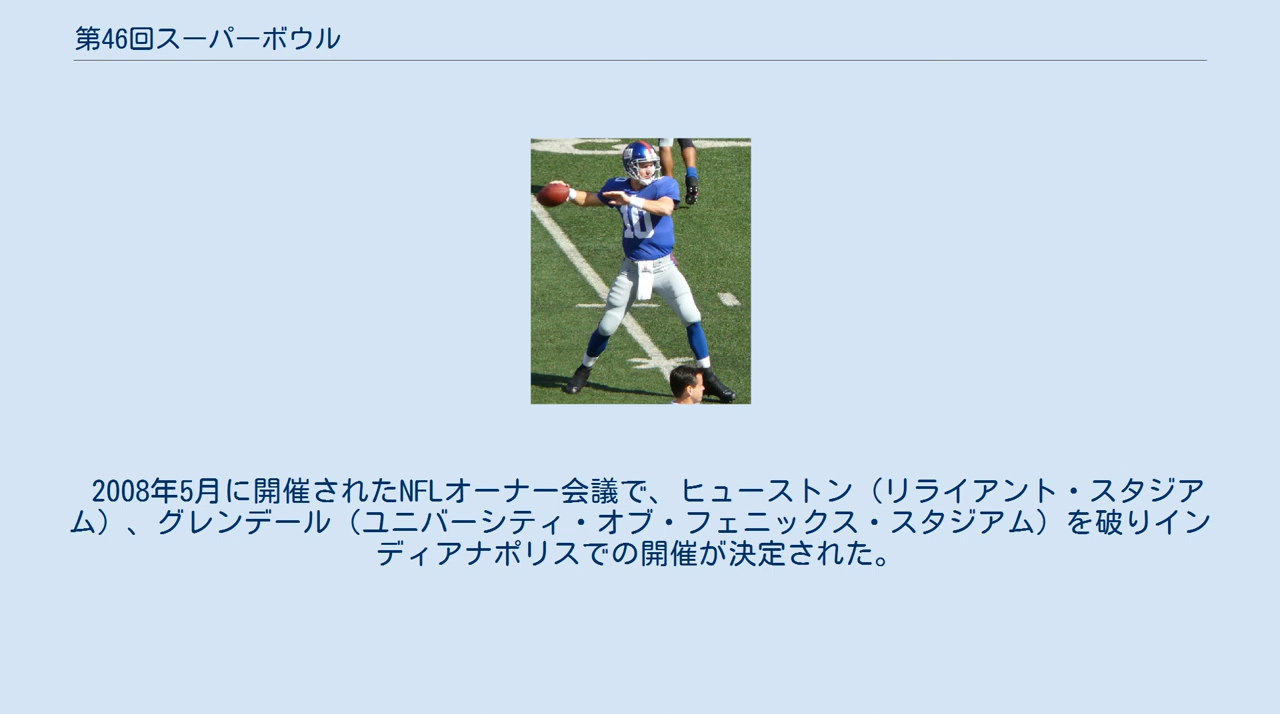 第46回スーパーボウル
10
2008年5月に開催されたNFLオーナー会議で、ヒューストン（リライアント・スタジア
ム）、グレンデール（ユニバーシティ・オブ・フェニックス・スタジアム）を破りイン
ディアナポリスでの開催が決定された。